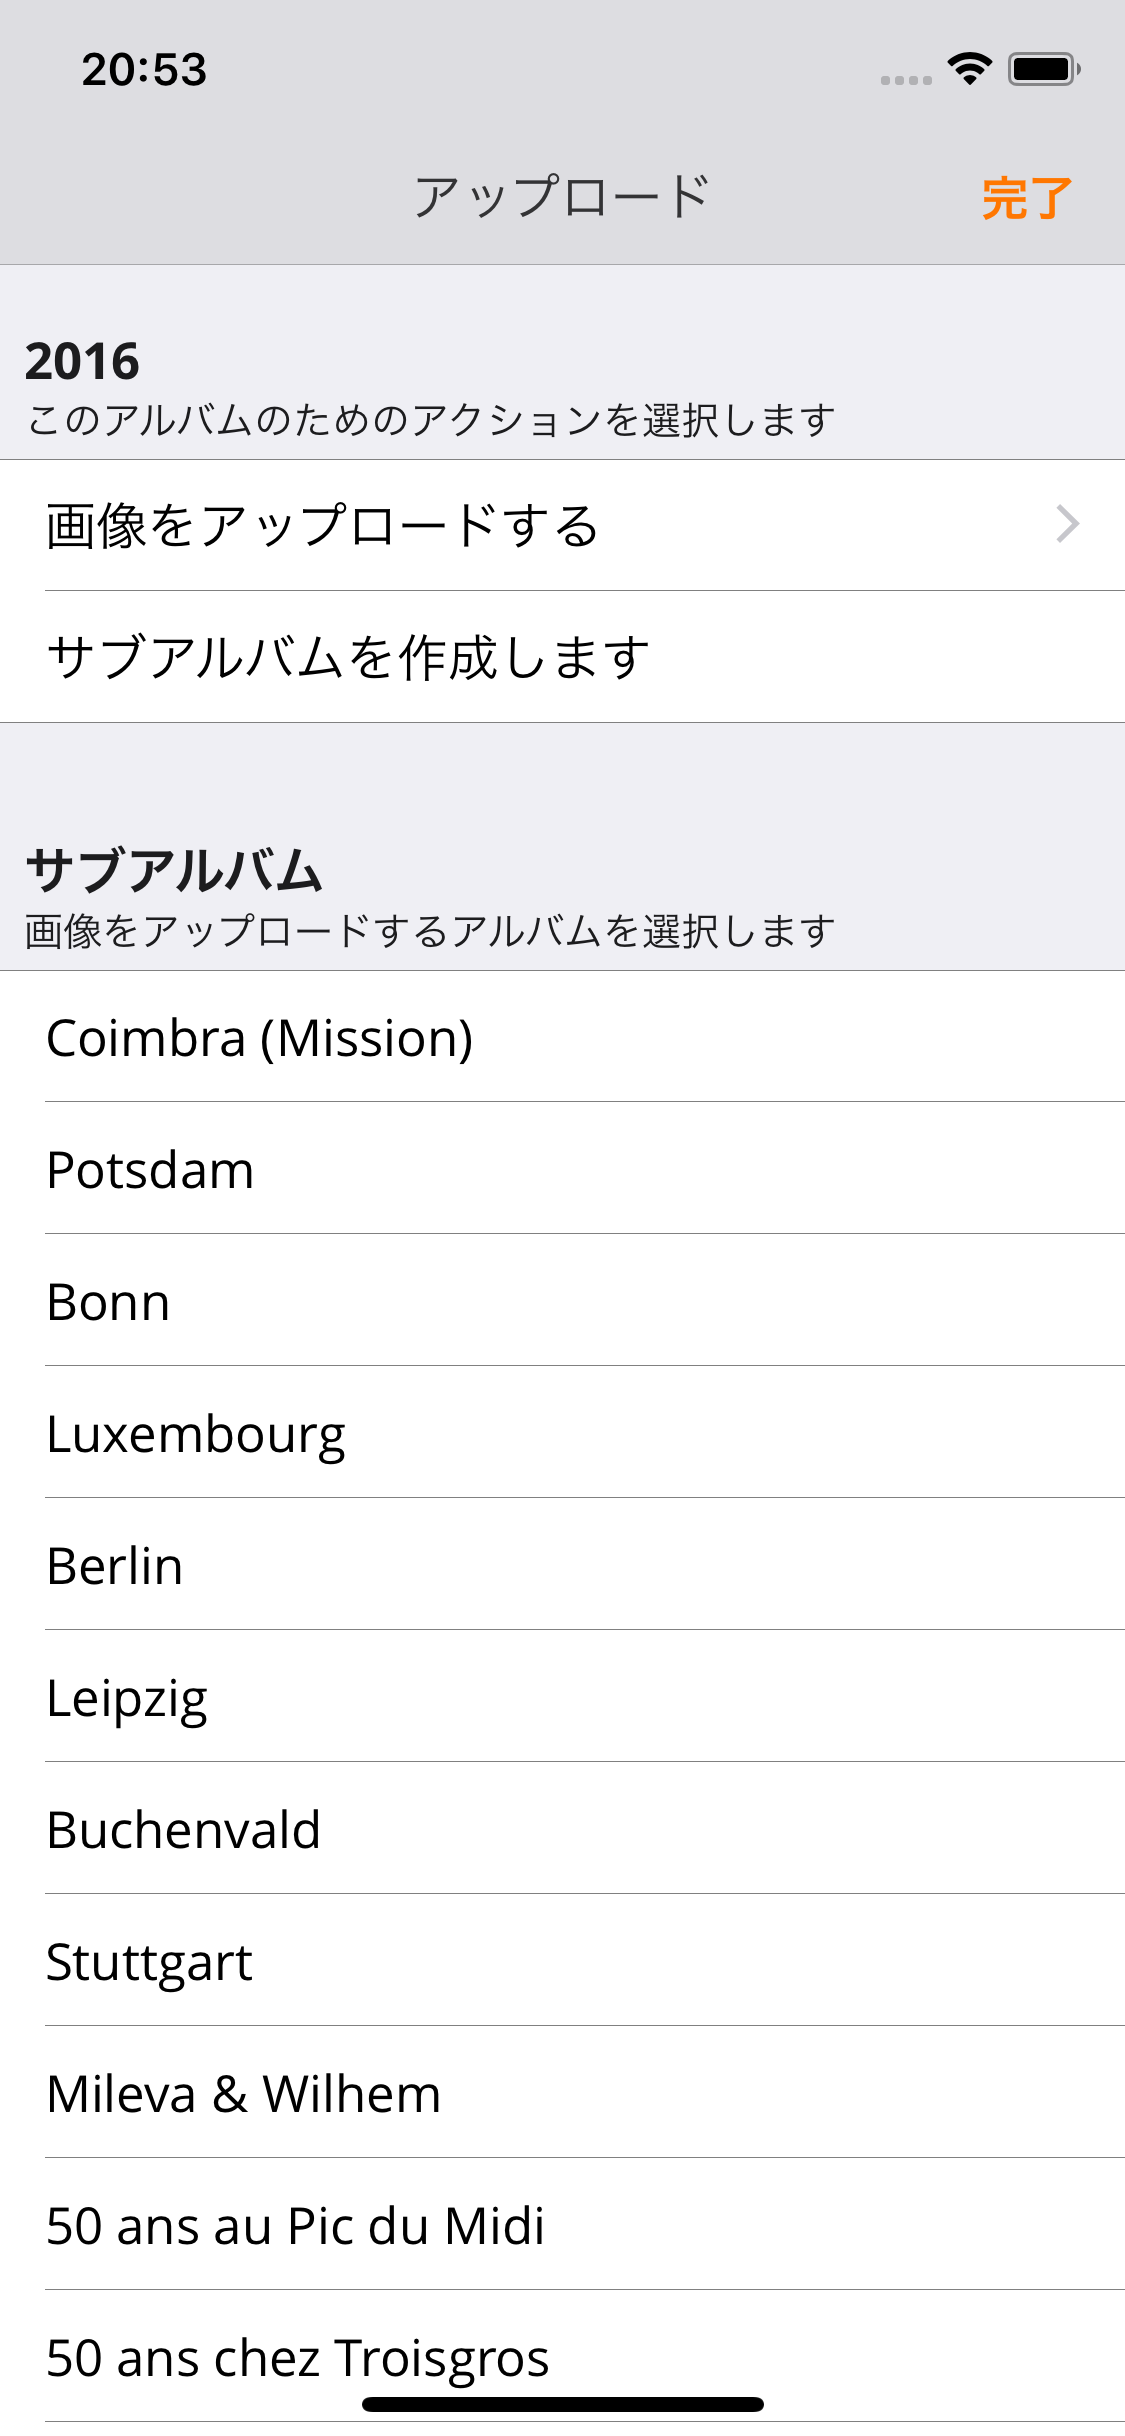 20:53
アップロード
完了
2016
このアルバムのためのアクションを選択します
画像をアップロードする
サブアルバムを作成します
サブアルバム
画像をアップロードするアルバムを選択します
Coimbra (Mission)
Potsdam
Bonn
Luxembourg
Berlin
Leipzig
Buchenvald
Stuttgart
Mileva & Wilhem
50 ans au Pic du Midi
50 ans chez Troisgros